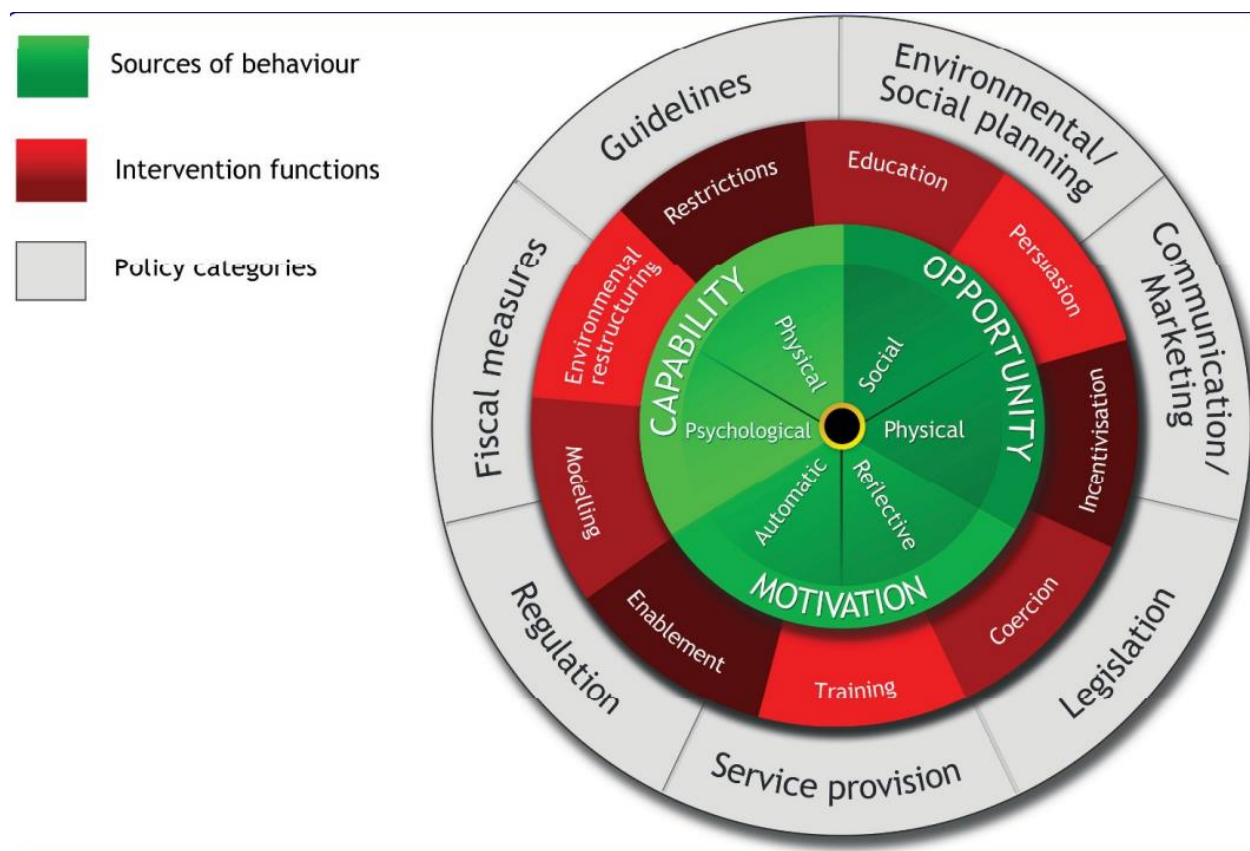 Sources of behaviour
Intervention functions
Policy categories
Guidelines
Environmental/
Social planning
Communication/
Marketing
Legislation
Service provision
Regulation
Fiscal measures
Restrictions
Education
Persuasion
Incentivisation
Coercion
Training
Enablement
Modelling
Environmental
restructuring
CAPABILITY
OPPORTUNITY
MOTIVATION
Physical
Social
Physical
Reflective
Automatic
Psychological